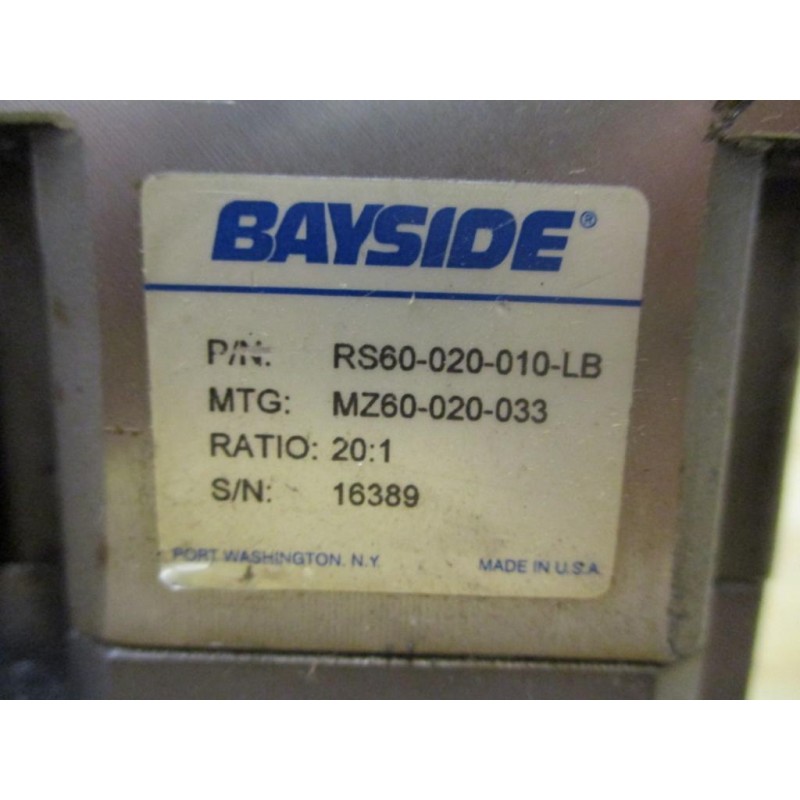 BAYSIDE®
P/N: RS60-020-010-LB
MTG: MZ60-020-033
RATIO: 20:1
S/N: 16389
PORT WASHINGTON, N.Y. MADE IN U.S.A.